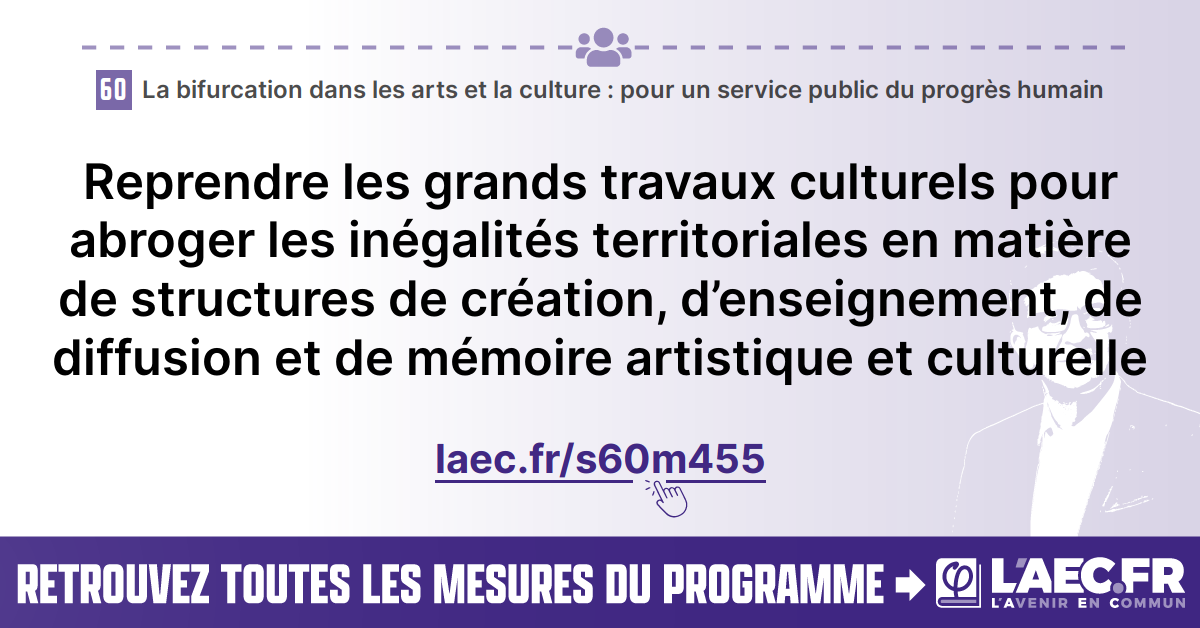 60 La bifurcation dans les arts et la culture : pour un service public du progrès humain
Reprendre les grands travaux culturels pour
abroger les inégalités territoriales en matière
de structures de création, d’enseignement, de
diffusion et de mémoire artistique et culturelle
laec.fr/s60m455
RETROUVEZ TOUTES LES MESURES DU PROGRAMME
L'AEC.FR
L'AVENIR EN COMMUN